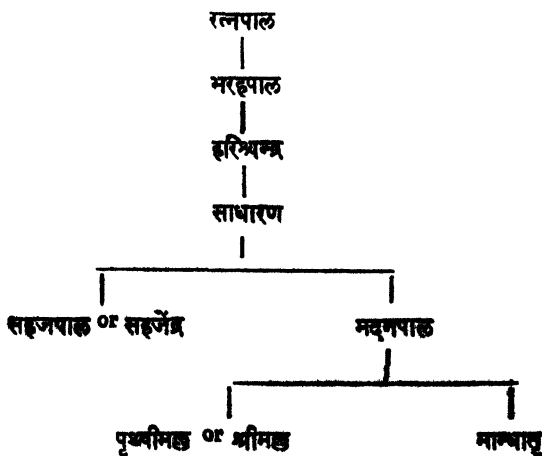 रत्नपाल
भरहपाल
हरिश्चन्द्र
साधारण
सहजपाल or सहजेंद्र मदनपाल
पृथ्वीमल्ल or श्रीमल्ल मान्धातृ